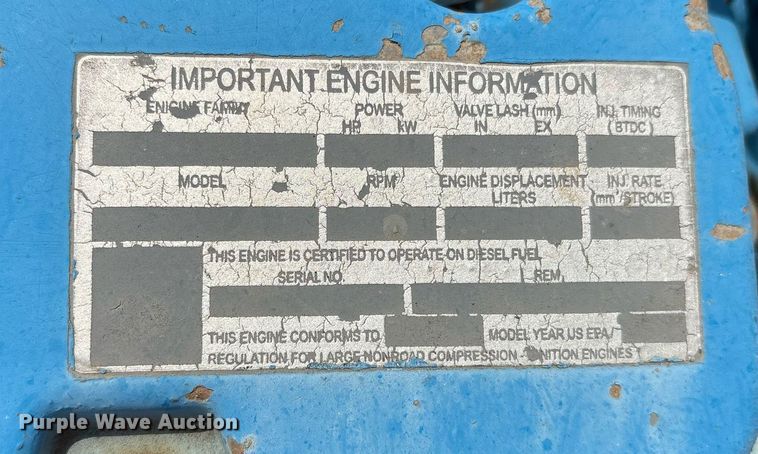 IMPORTANT ENGINE INFORMATION
ENGINE FAMILY POWER VALVE LASH (mm) INJ. TIMING
HP kW IN EX (BTDC)
MODEL RPM ENGINE DISPLACEMENT INJ. RATE
LITERS (mm³/STROKE)
THIS ENGINE IS CERTIFIED TO OPERATE ON DIESEL FUEL
SERIAL NO. REM.
THIS ENGINE CONFORMS TO MODEL YEAR US EPA/
REGULATION FOR LARGE NONROAD COMPRESSION - IGNITION ENGINES
Purple Wave Auction